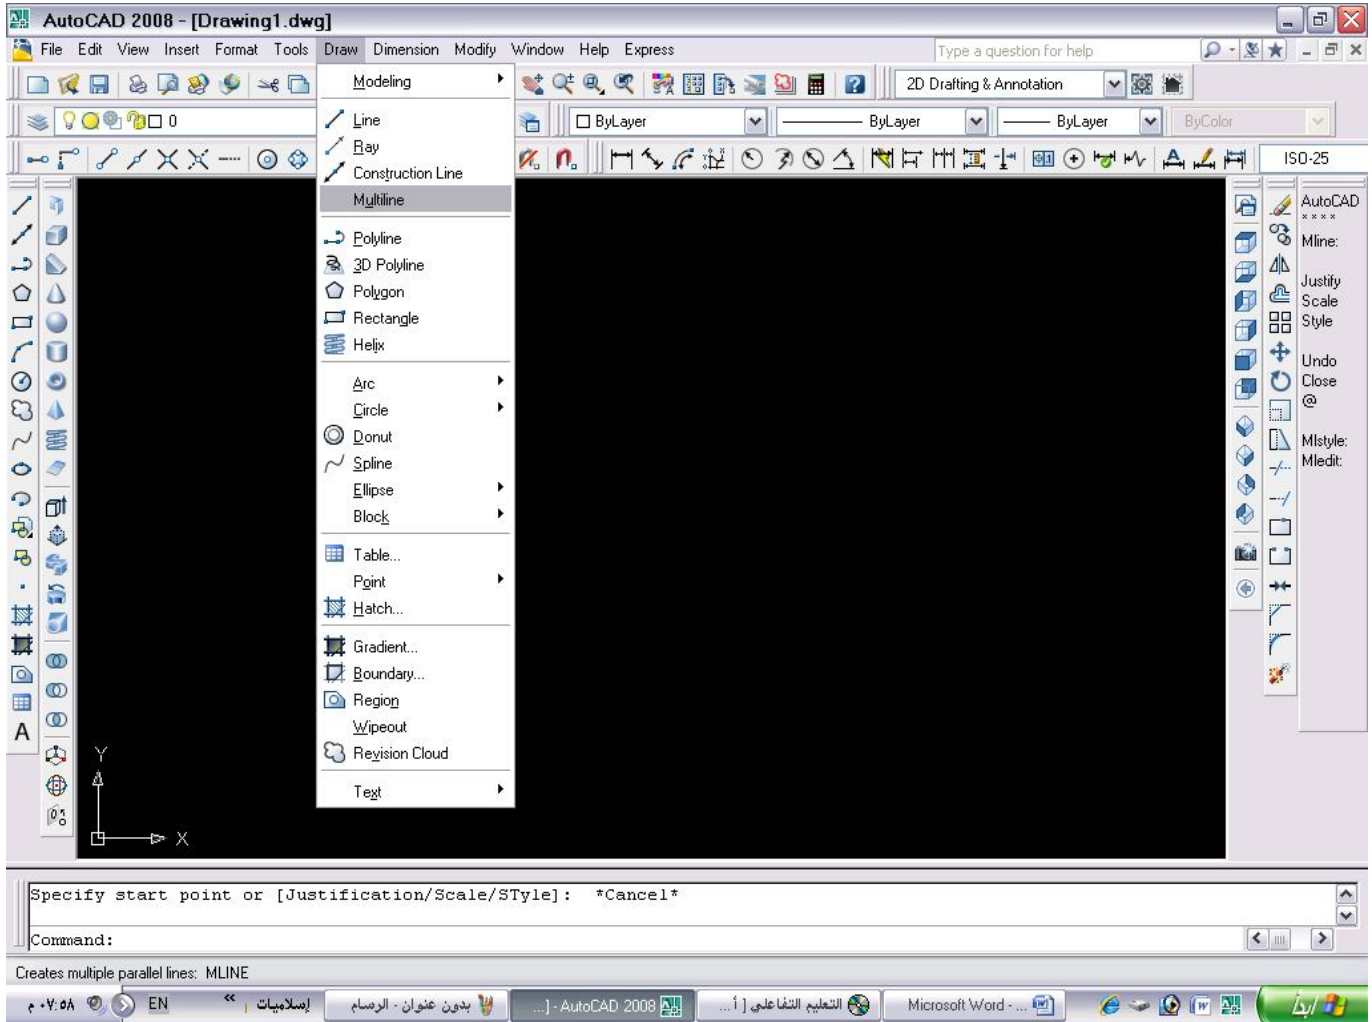 AutoCAD 2008 - [Drawing1.dwg]
File Edit View Insert Format Tools Draw Dimension Modify Window Help Express
Type a question for help
2D Drafting & Annotation
0
ByLayer
ByLayer
ByLayer
ByColor
ISO-25
Modeling
Line
Ray
Construction Line
Multiline
Polyline
3D Polyline
Polygon
Rectangle
Helix
Arc
Circle
Donut
Spline
Ellipse
Block
Table...
Point
Hatch...
Gradient...
Boundary...
Region
Wipeout
Revision Cloud
Text
A
Y
X
AutoCAD
* * * *
Mline:
Justify
Scale
Style
Undo
Close
@
Mlstyle:
Mledit:
Specify start point or [Justification/Scale/STyle]: *Cancel*
Command:
Creates multiple parallel lines: MLINE
ابدأ
Microsoft Word - ...
التعليم التفاعلي [ أ...
AutoCAD 2008 - [...
بدون عنوان - الرسام
إسلاميات
EN
٠٧:٥٨ م